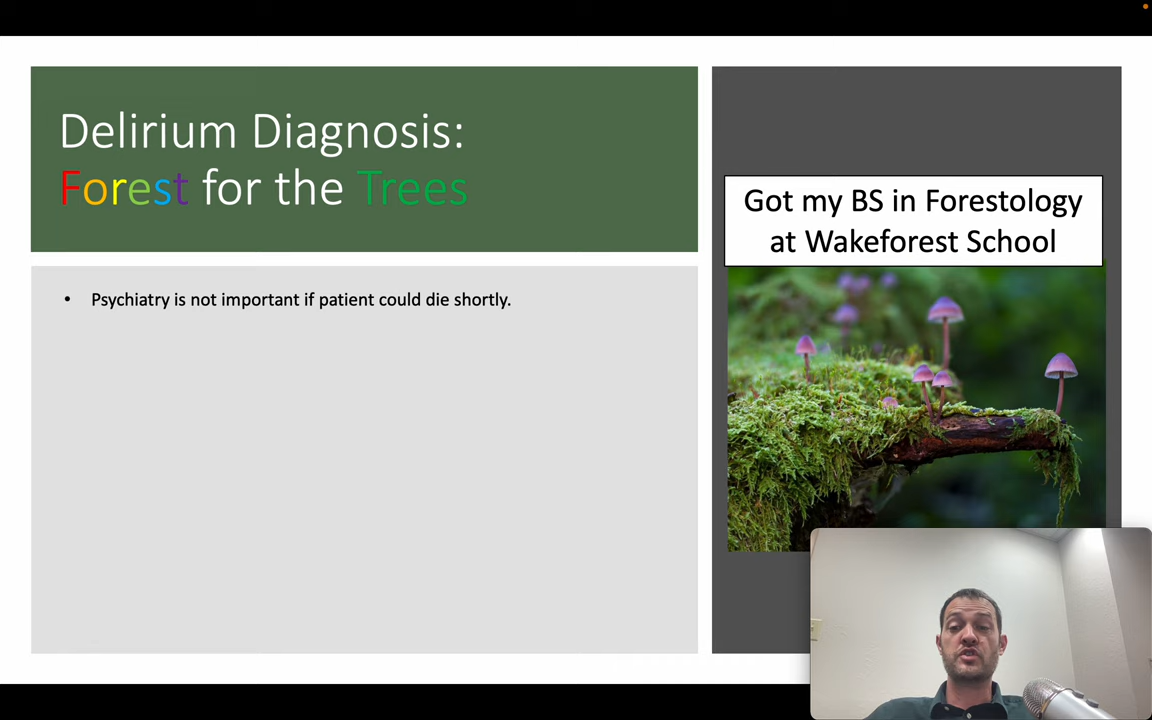 Delirium Diagnosis:
Forest for the Trees
Got my BS in Forestology
at Wakeforest School
• Psychiatry is not important if patient could die shortly.